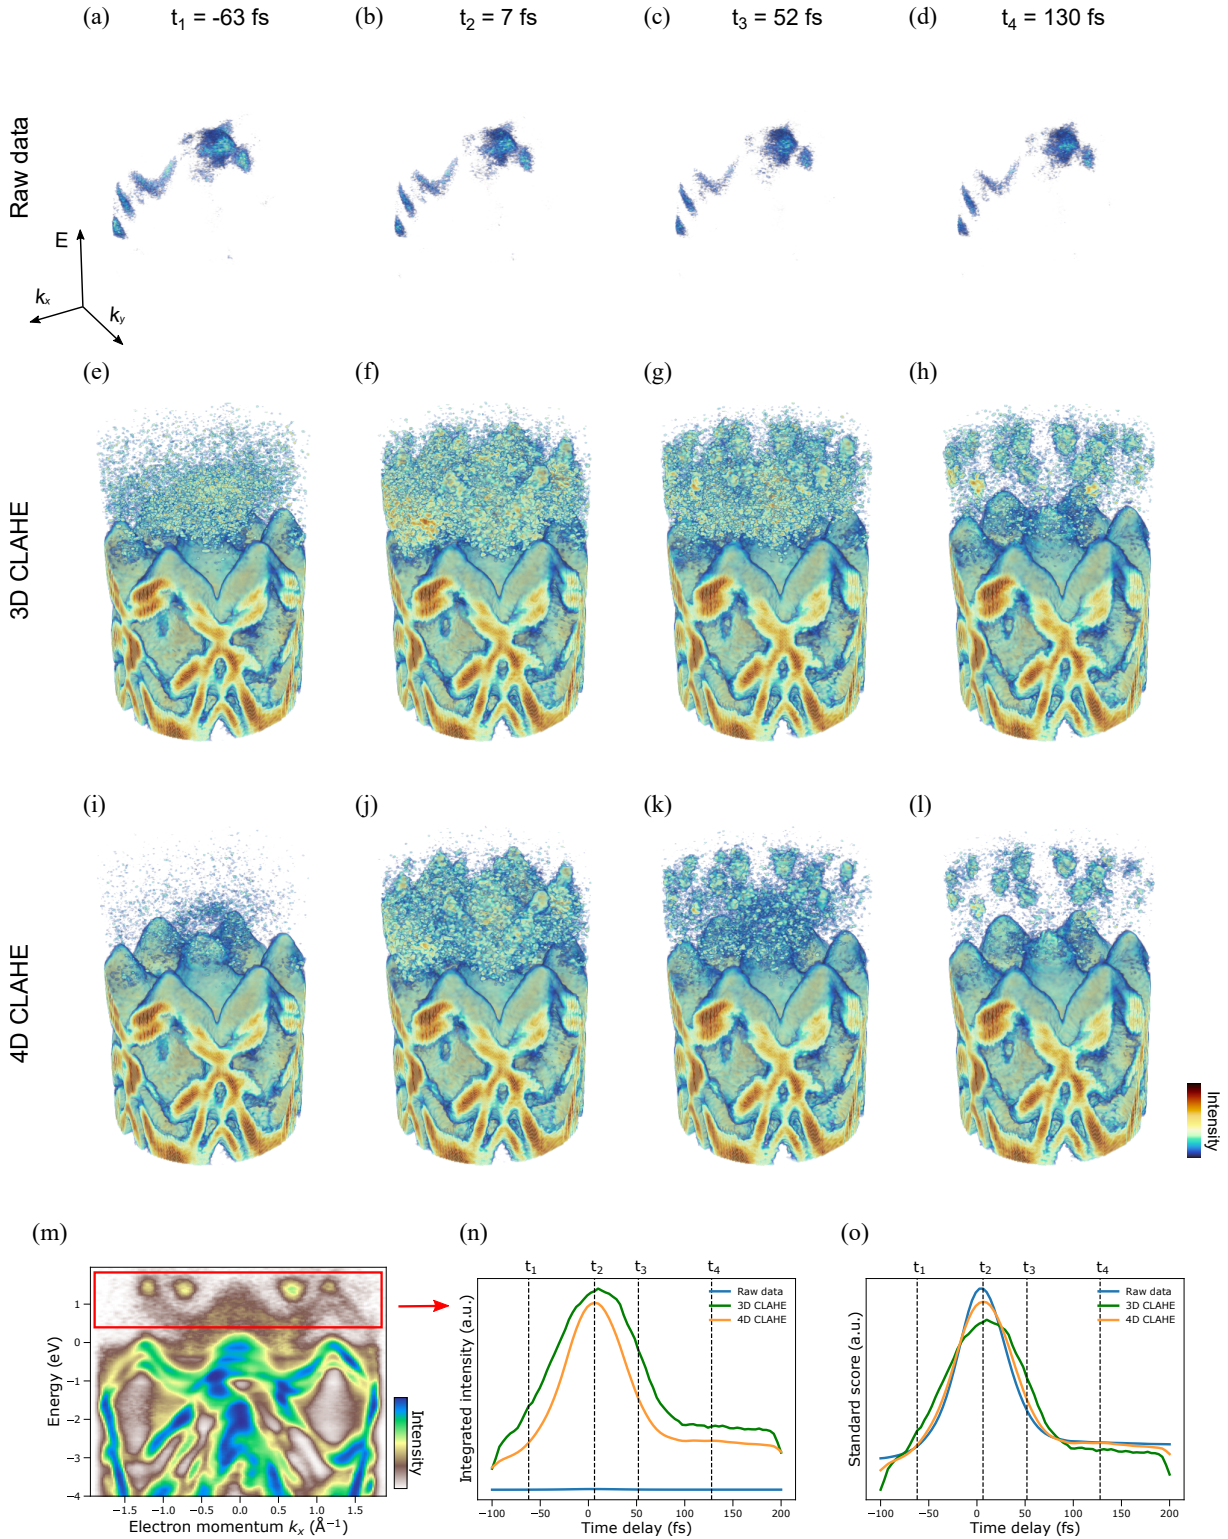 (a) t1 = -63 fs (b) t2 = 7 fs (c) t3 = 52 fs (d) t4 = 130 fs
Raw data
E
kx
ky
(e) (f) (g) (h)
3D CLAHE
(i) (j) (k) (l)
4D CLAHE
Intensity
(m)
Energy (eV)
1
0
−1
−2
−3
−4
−1.5 −1.0 −0.5 0.0 0.5 1.0 1.5
Electron momentum kx (Å−1)
Intensity
(n)
t1 t2 t3 t4
Raw data
3D CLAHE
4D CLAHE
Integrated intensity (a.u.)
−100 −50 0 50 100 150 200
Time delay (fs)
(o)
t1 t2 t3 t4
Raw data
3D CLAHE
4D CLAHE
Standard score (a.u.)
−100 −50 0 50 100 150 200
Time delay (fs)